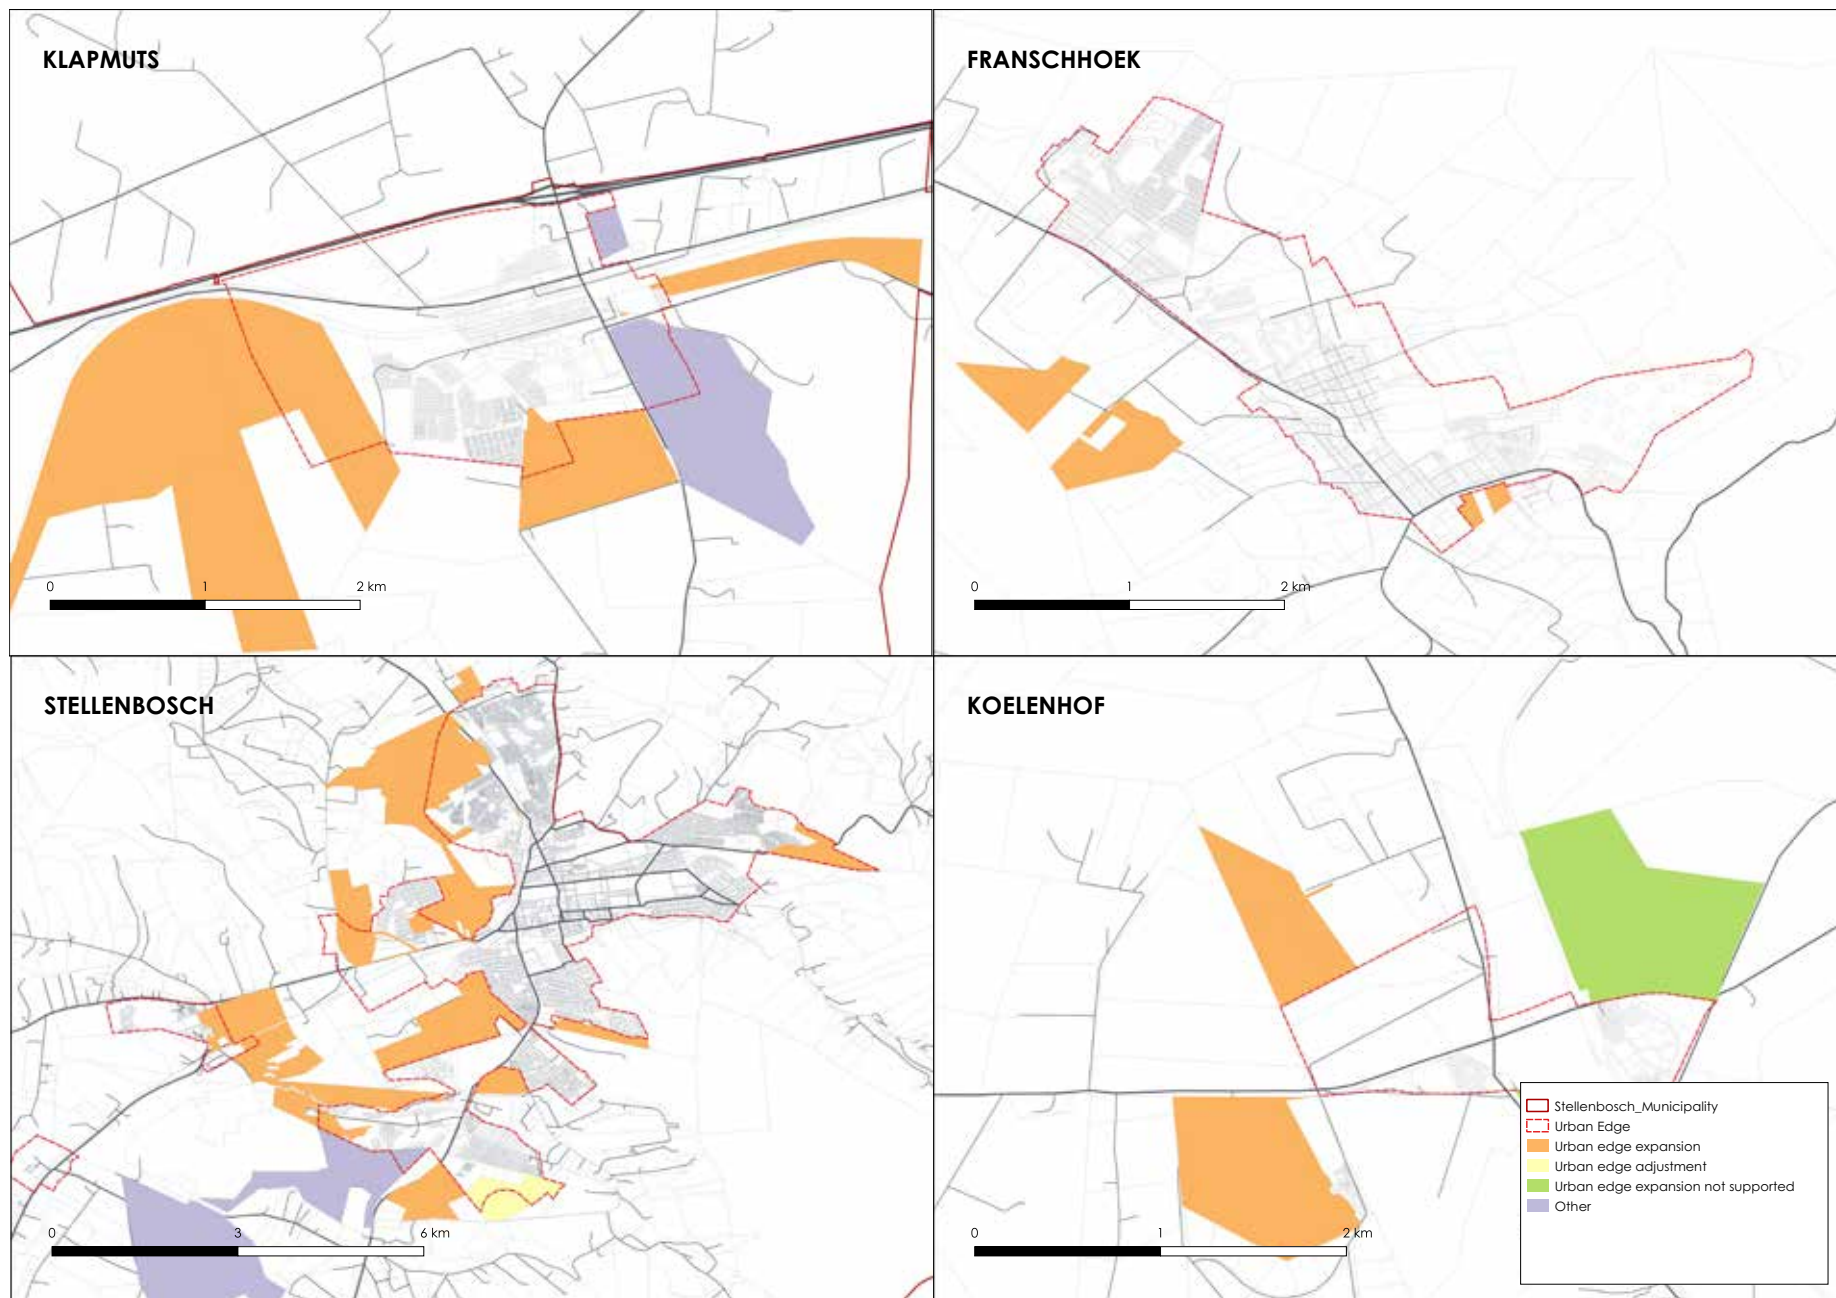 KLAPMUTS
0 1 2 km
FRANSCHHOEK
0 1 2 km
STELLENBOSCH
0 3 6 km
KOELENHOF
0 1 2 km
Stellenbosch_Municipality
Urban Edge
Urban edge expansion
Urban edge adjustment
Urban edge expansion not supported
Other